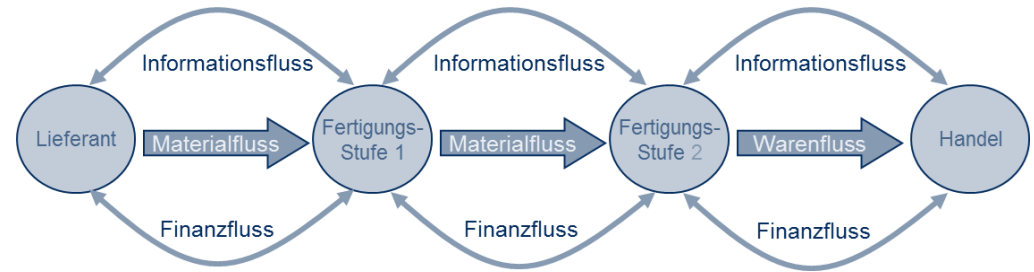 Informationsfluss
Informationsfluss
Informationsfluss
Lieferant
Materialfluss
Fertigungs-
Stufe 1
Materialfluss
Fertigungs-
Stufe 2
Warenfluss
Handel
Finanzfluss
Finanzfluss
Finanzfluss